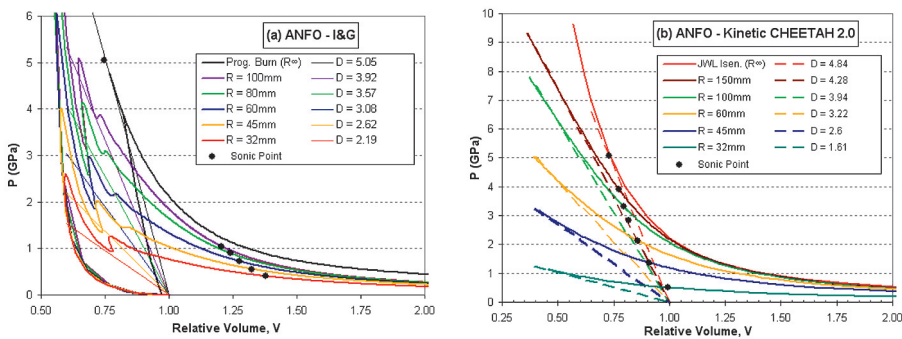 (a) ANFO - I&G
Prog. Burn (R∞)
R = 100mm
R = 80mm
R = 60mm
R = 45mm
R = 32mm
Sonic Point
D = 5.05
D = 3.92
D = 3.57
D = 3.08
D = 2.62
D = 2.19
P (GPa)
6
5
4
3
2
1
0
0.50
0.75
1.00
1.25
1.50
1.75
2.00
Relative Volume, V
(b) ANFO - Kinetic CHEETAH 2.0
JWL Isen. (R∞)
R = 150mm
R = 100mm
R = 60mm
R = 45mm
R = 32mm
Sonic Point
D = 4.84
D = 4.28
D = 3.94
D = 3.22
D = 2.6
D = 1.61
P (GPa)
10
9
8
7
6
5
4
3
2
1
0
0.25
0.50
0.75
1.00
1.25
1.50
1.75
2.00
Relative Volume, V